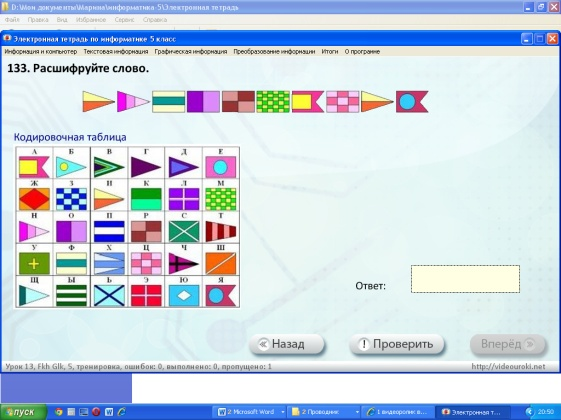 D:\Мои документы\Марина\информатика-5\Электронная тетрадь
Файл Правка Вид Избранное Сервис Справка
Электронная тетрадь по информатике 5 класс
Информация и компьютер Текстовая информация Графическая информация Преобразование информации Итоги О программе
133. Расшифруйте слово.
Кодировочная таблица
А Б В Г Д Е
Ж З И К Л М
Н О П Р С Т
У Ф Х Ц Ч Ш
Щ Ы Ь Э Ю Я
Ответ:
Назад Проверить Вперёд
Урок 13, Fkh Glk, 5, тренировка, ошибок: 0, выполнено: 0, пропущено: 1 http://videouroki.net
пуск 2 Microsoft Word 2 Проводник 1 видеоролик в... Электронная т... 20:50